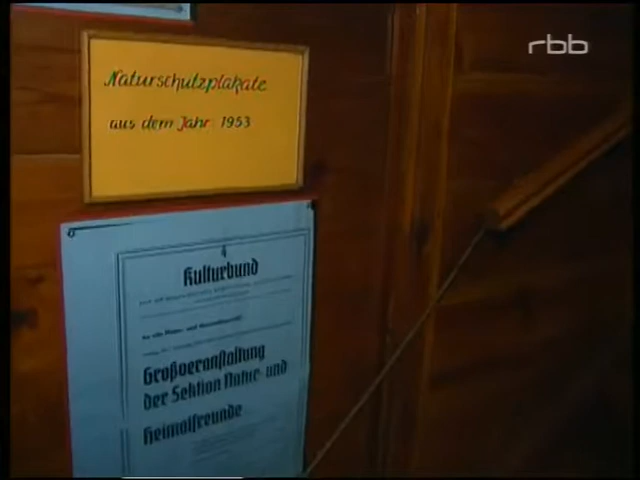 rbb
Naturschutzplakate
aus dem Jahr 1953
Kulturbund
Großveranstaltung
der Sektion Natur- und
Heimatfreunde